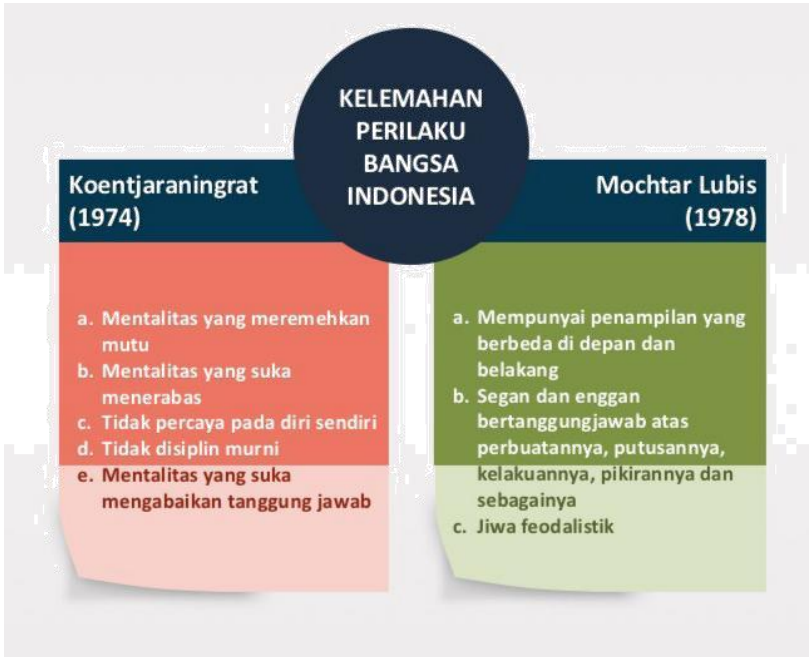 KELEMAHAN
PERILAKU
BANGSA
INDONESIA
Koentjaraningrat
(1974)
a. Mentalitas yang meremehkan
mutu
b. Mentalitas yang suka
menerabas
c. Tidak percaya pada diri sendiri
d. Tidak disiplin murni
e. Mentalitas yang suka
mengabaikan tanggung jawab
Mochtar Lubis
(1978)
a. Mempunyai penampilan yang
berbeda di depan dan
belakang
b. Segan dan enggan
bertanggungjawab atas
perbuatannya, putusannya,
kelakuannya, pikirannya dan
sebagainya
c. Jiwa feodalistik